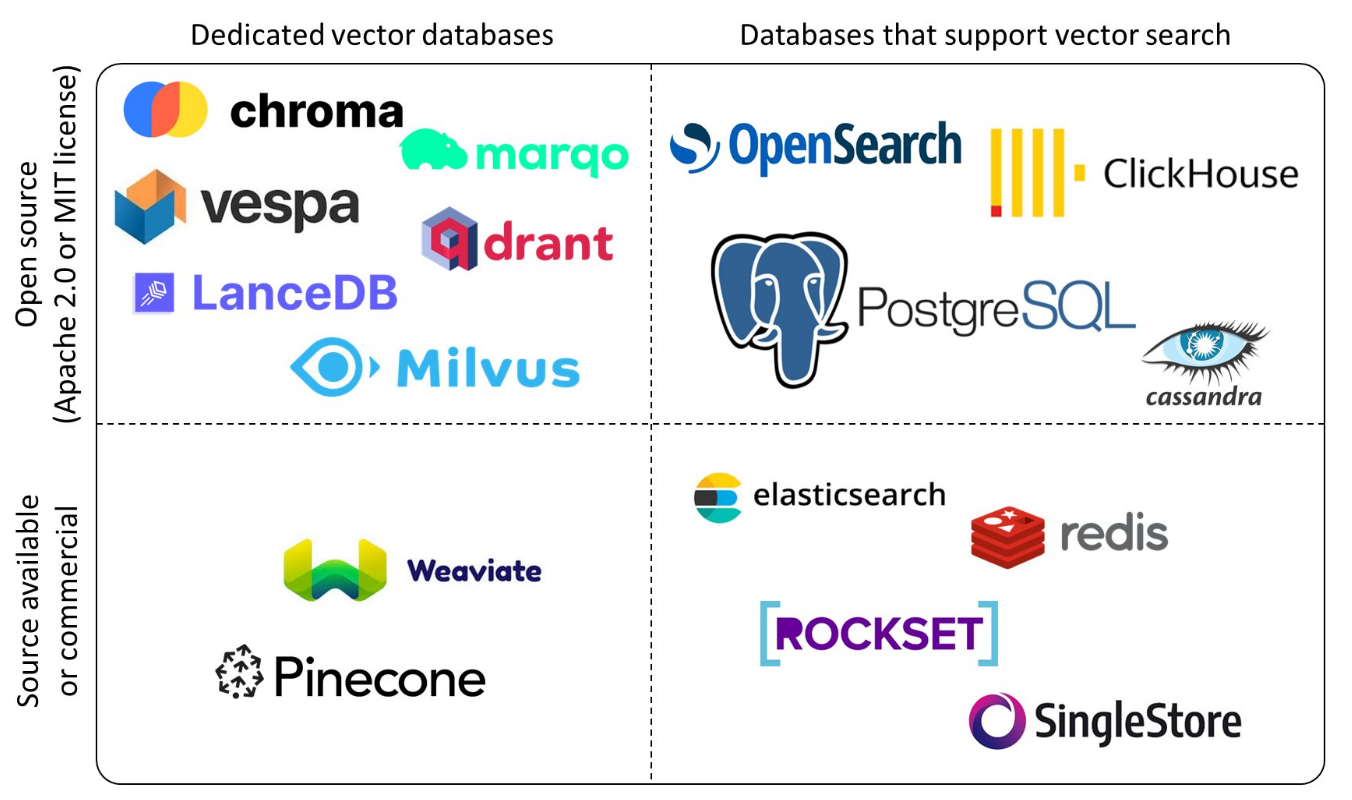 Dedicated vector databases
Databases that support vector search
Open source
(Apache 2.0 or MIT license)
chroma
marqo
vespa
qdrant
LanceDB
Milvus
OpenSearch
ClickHouse
PostgreSQL
cassandra
Source available
or commercial
Weaviate
Pinecone
elasticsearch
redis
[ROCKSET]
SingleStore